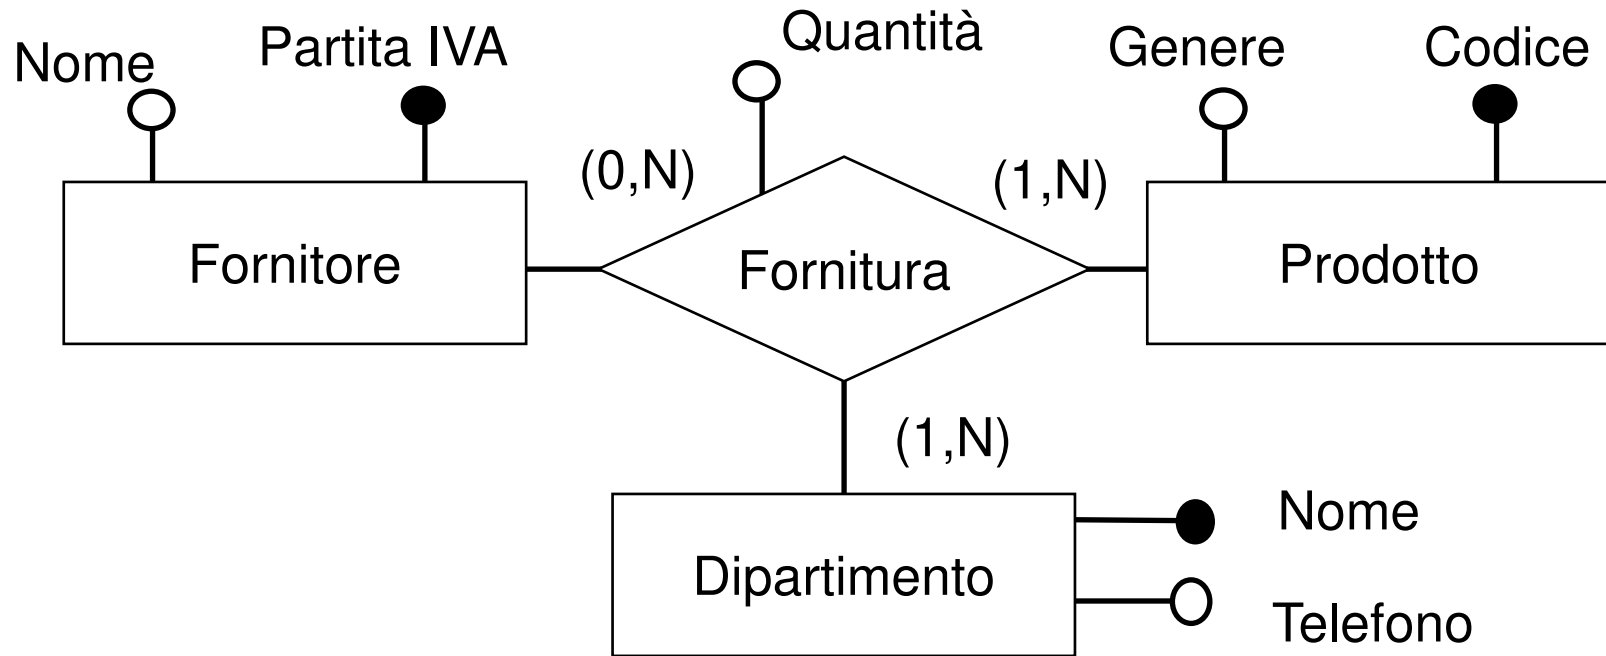 Nome
Partita IVA
Quantità
Genere
Codice
(0,N)
(1,N)
Fornitore
Fornitura
Prodotto
(1,N)
Dipartimento
Nome
Telefono